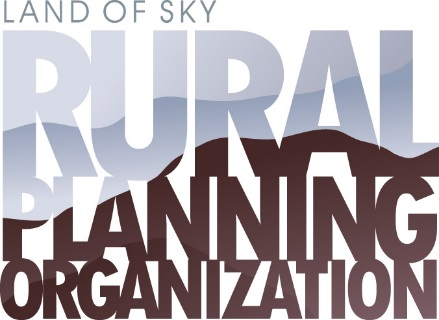 LAND OF SKY
RURAL
PLANNING
ORGANIZATION